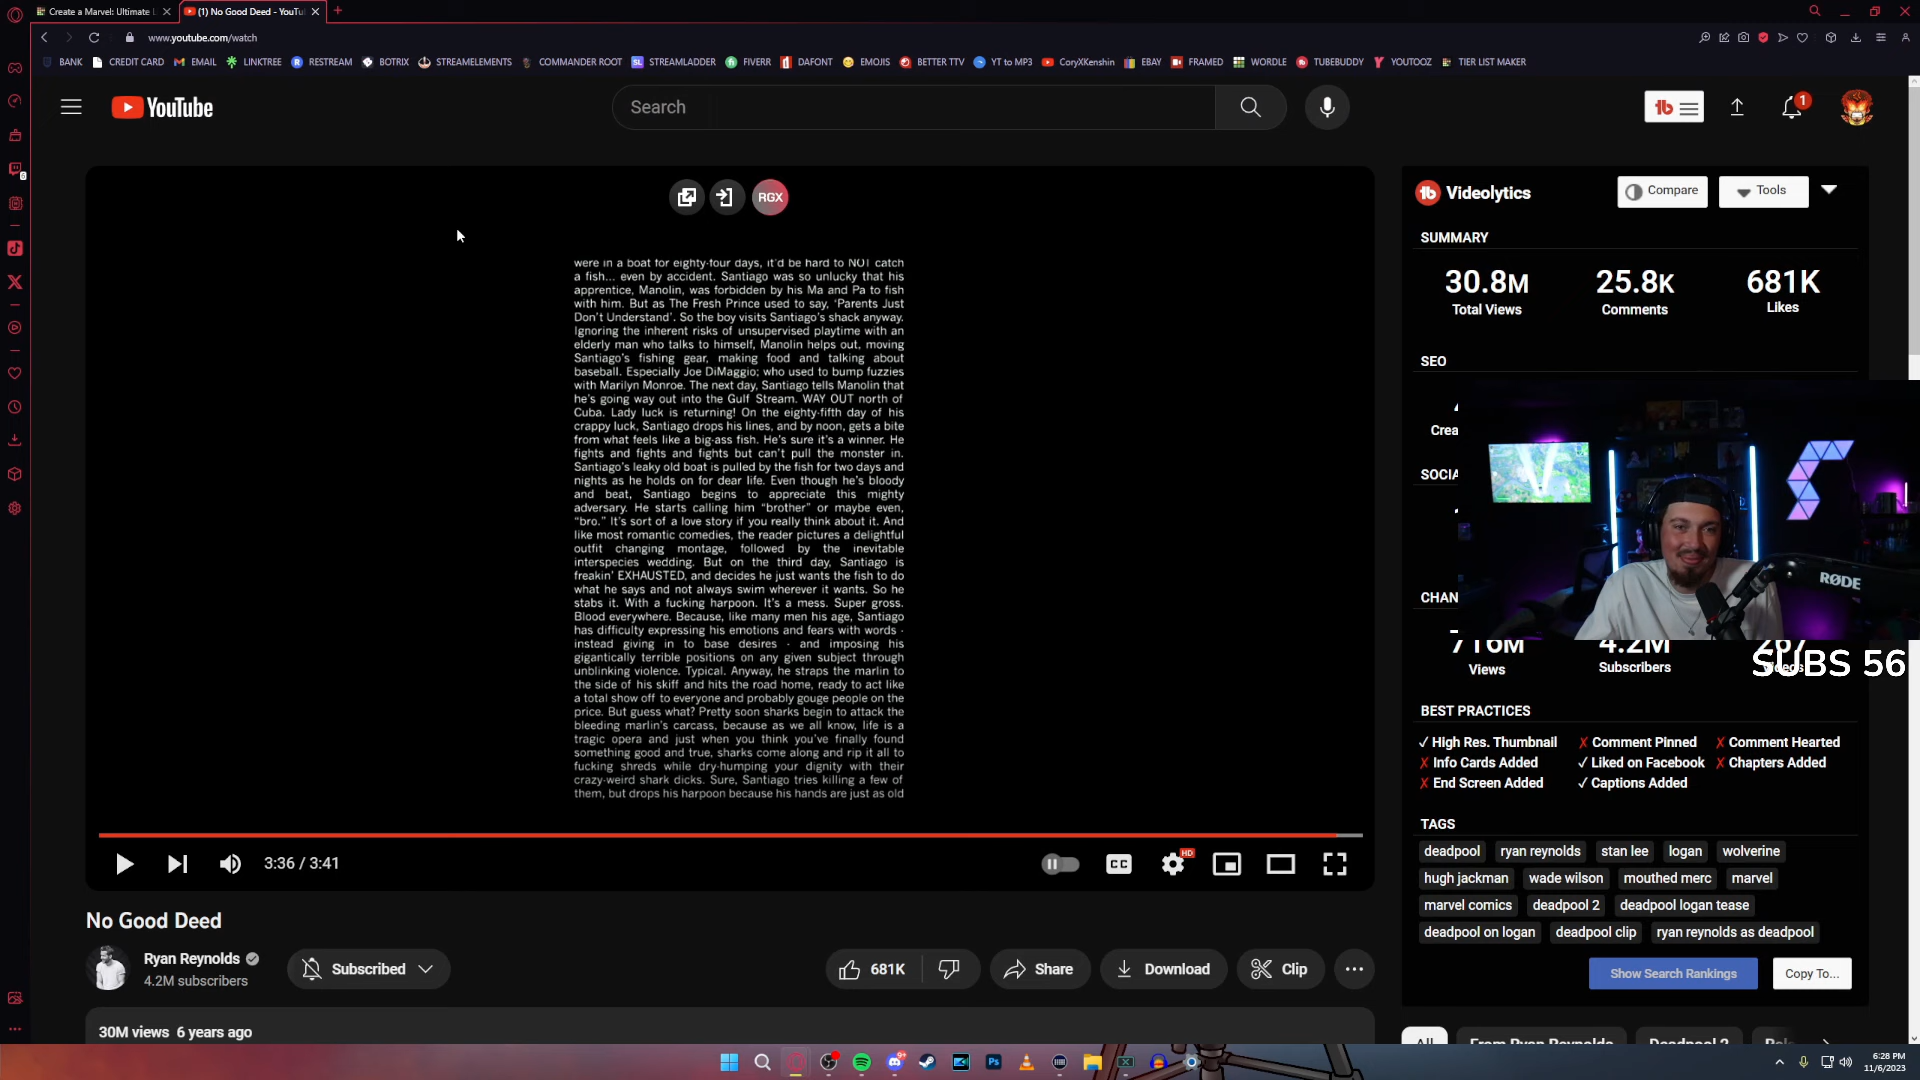 Create a Marvel: Ultimate
(1) No Good Deed - YouTu
www.youtube.com/watch
BANK
CREDIT CARD
EMAIL
LINKTREE
RESTREAM
BOTRIX
STREAMELEMENTS
COMMANDER ROOT
STREAMLADDER
FIVERR
DAFONT
EMOJIS
BETTER TTV
YT to MP3
CoryXKenshin
EBAY
FRAMED
WORDLE
TUBEBUDDY
YOUTOOZ
TIER LIST MAKER
YouTube
Search
1
RGX
were in a boat for eighty-four days, it'd be hard to NOT catch
a fish... even by accident. Santiago was so unlucky that his
apprentice, Manolin, was forbidden by his Ma and Pa to fish
with him. But as The Fresh Prince used to say, 'Parents Just
Don't Understand'. So the boy visits Santiago's shack anyway.
Ignoring the inherent risks of unsupervised playtime with an
elderly man who talks to himself, Manolin helps out, moving
Santiago's fishing gear, making food and talking about
baseball. Especially Joe DiMaggio; who used to bump fuzzies
with Marilyn Monroe. The next day, Santiago tells Manolin that
he's going way out into the Gulf Stream. WAY OUT north of
Cuba. Lady luck is returning! On the eighty-fifth day of his
crappy luck, Santiago drops his lines, and by noon, gets a bite
from what feels like a big-ass fish. He's sure it's a winner. He
fights and fights and fights but can't pull the monster in.
Santiago's leaky old boat is pulled by the fish for two days and
nights as he holds on for dear life. Even though he's bloody
and beat, Santiago begins to appreciate this mighty
adversary. He starts calling him "brother" or maybe even,
"bro." It's sort of a love story if you really think about it. And
like most romantic comedies, the reader pictures a delightful
outfit changing montage, followed by the inevitable
interspecies wedding. But on the third day, Santiago is
freakin' EXHAUSTED, and decides he just wants the fish to do
what he says and not always swim wherever it wants. So he
stabs it. With a fucking harpoon. It's a mess. Super gross.
Blood everywhere. Because, like many men his age, Santiago
has difficulty expressing his emotions and fears with words -
instead giving in to base desires - and imposing his
gigantically terrible positions on any given subject through
unblinking violence. Typical. Anyway, he straps the marlin to
the side of his skiff and hits the road home, ready to act like
a total show off to everyone and probably gouge people on the
price. But guess what? Pretty soon sharks begin to attack the
bleeding marlin's carcass, because as we all know, life is a
tragic opera and just when you think you've finally found
something good and true, sharks come along and rip it all to
fucking shreds while dry-humping your dignity with their
crazy-weird shark dicks. Sure, Santiago tries killing a few of
them, but drops his harpoon because his hands are just as old
3:36 / 3:41
CC
HD
No Good Deed
Ryan Reynolds
4.2M subscribers
Subscribed
681K
Share
Download
Clip
30M views 6 years ago
Videolytics
Compare
Tools
SUMMARY
30.8M
Total Views
25.8K
Comments
681K
Likes
SEO
Crea
SOCIA
CHAN
RØDE
716M
Views
4.2M
Subscribers
267
SUBS 56
BEST PRACTICES
✓ High Res. Thumbnail
✗ Comment Pinned
✗ Comment Hearted
✗ Info Cards Added
✓ Liked on Facebook
✗ Chapters Added
✗ End Screen Added
✓ Captions Added
TAGS
deadpool
ryan reynolds
stan lee
logan
wolverine
hugh jackman
wade wilson
mouthed merc
marvel
marvel comics
deadpool 2
deadpool logan tease
deadpool on logan
deadpool clip
ryan reynolds as deadpool
Show Search Rankings
Copy To...
All
From Ryan Reynolds
Deadpool 2
6:28 PM
11/6/2023